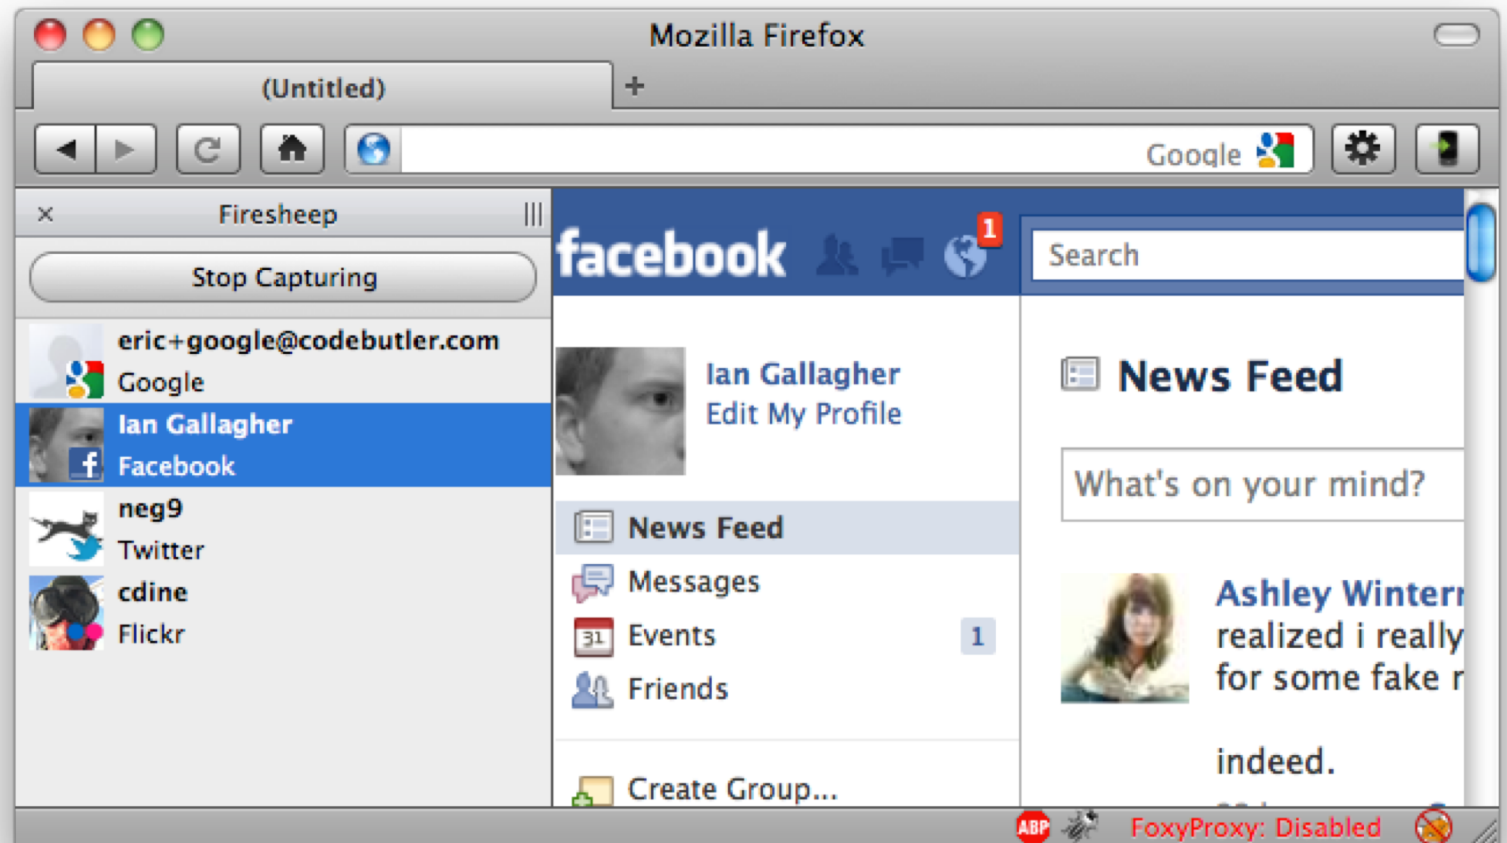 Mozilla Firefox
(Untitled)
Google
Firesheep
Stop Capturing
eric+google@codebutler.com
Google
Ian Gallagher
Facebook
neg9
Twitter
cdine
Flickr
facebook
1
Search
Ian Gallagher
Edit My Profile
News Feed
Messages
31 Events 1
Friends
Create Group...
News Feed
What's on your mind?
Ashley
realized i really
for some fake
indeed.
ABP FoxyProxy: Disabled